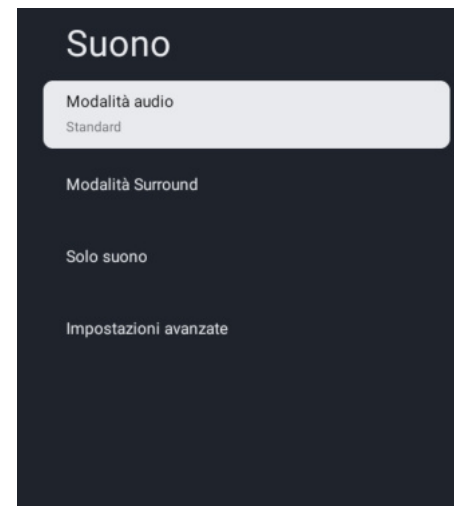 Suono
Modalità audio
Standard
Modalità Surround
Solo suono
Impostazioni avanzate